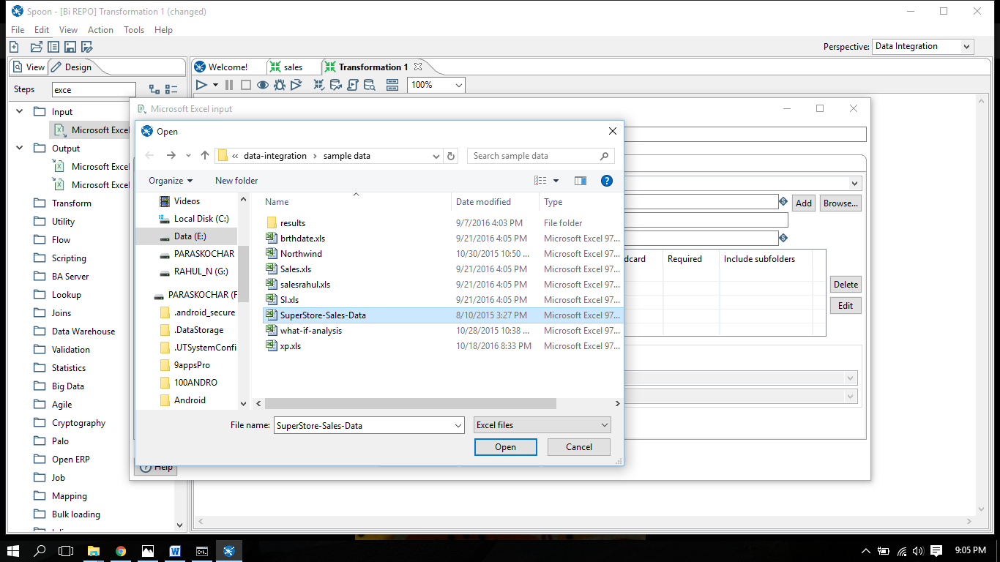 Spoon - [Bi REPO] Transformation 1 (changed)
File Edit View Action Tools Help
Perspective: Data Integration
View Design
Welcome! sales Transformation 1
Steps exce
100%
Input
Microsoft Excel
Output
Microsoft Excel
Microsoft Excel
Transform
Utility
Flow
Scripting
BA Server
Lookup
Joins
Data Warehouse
Validation
Statistics
Big Data
Agile
Cryptography
Palo
Open ERP
Job
Mapping
Bulk loading
Microsoft Excel input
Add Browse...
Required Include subfolders
Delete
Edit
Help
Open
« data-integration › sample data
Search sample data
Organize New folder
Videos
Local Disk (C:)
Data (E:)
PARASKOCHAR
RAHUL_N (G:)
PARASKOCHAR (F
.android_secure
.DataStorage
.UTSystemConfi
9appsPro
100ANDRO
Android
Name Date modified Type
results 9/7/2016 4:03 PM File folder
brthdate.xls 9/21/2016 4:05 PM Microsoft Excel 97...
Northwind 10/30/2015 10:50 ... Microsoft Excel 97...
Sales.xls 9/21/2016 4:05 PM Microsoft Excel 97...
salesrahul.xls 9/21/2016 4:05 PM Microsoft Excel 97...
Sl.xls 9/21/2016 4:05 PM Microsoft Excel 97...
SuperStore-Sales-Data 8/10/2015 3:27 PM Microsoft Excel 97...
what-if-analysis 10/28/2015 10:38 ... Microsoft Excel 97...
xp.xls 10/18/2016 8:33 PM Microsoft Excel 97...
File name: SuperStore-Sales-Data Excel files
Open Cancel
9:05 PM